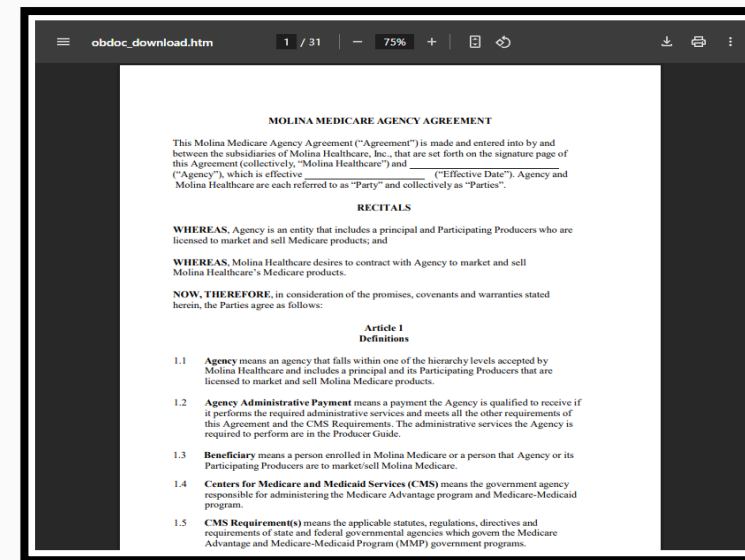 obdoc_download.htm 1 / 31 75%
MOLINA MEDICARE AGENCY AGREEMENT
This Molina Medicare Agency Agreement (“Agreement”) is made and entered into by and
between the subsidiaries of Molina Healthcare, Inc., that are set forth on the signature page of
this Agreement (collectively, “Molina Healthcare”) and ____________________
(“Agency”), which is effective ____________________ (“Effective Date”). Agency and
Molina Healthcare are each referred to as “Party” and collectively as “Parties”.
RECITALS
WHEREAS, Agency is an entity that includes a principal and Participating Producers who are
licensed to market and sell Medicare products; and
WHEREAS, Molina Healthcare desires to contract with Agency to market and sell
Molina Healthcare’s Medicare products.
NOW, THEREFORE, in consideration of the promises, covenants and warranties stated
herein, the Parties agree as follows:
Article 1
Definitions
1.1 Agency means an agency that falls within one of the hierarchy levels accepted by
Molina Healthcare and includes a principal and its Participating Producers that are
licensed to market and sell Molina Medicare products.
1.2 Agency Administrative Payment means a payment the Agency is qualified to receive if
it performs the required administrative services and meets all the other requirements of
this Agreement and the CMS Requirements. The administrative services the Agency is
required to perform are in the Producer Guide.
1.3 Beneficiary means a person enrolled in Molina Medicare or a person that Agency or its
Participating Producers are to market/sell Molina Medicare.
1.4 Centers for Medicare and Medicaid Services (CMS) means the government agency
responsible for administering the Medicare Advantage program and Medicare-Medicaid
program.
1.5 CMS Requirement(s) means the applicable statutes, regulations, directives and
requirements of state and federal governmental agencies which govern the Medicare
Advantage and Medicare-Medicaid Program (MMP) government programs.